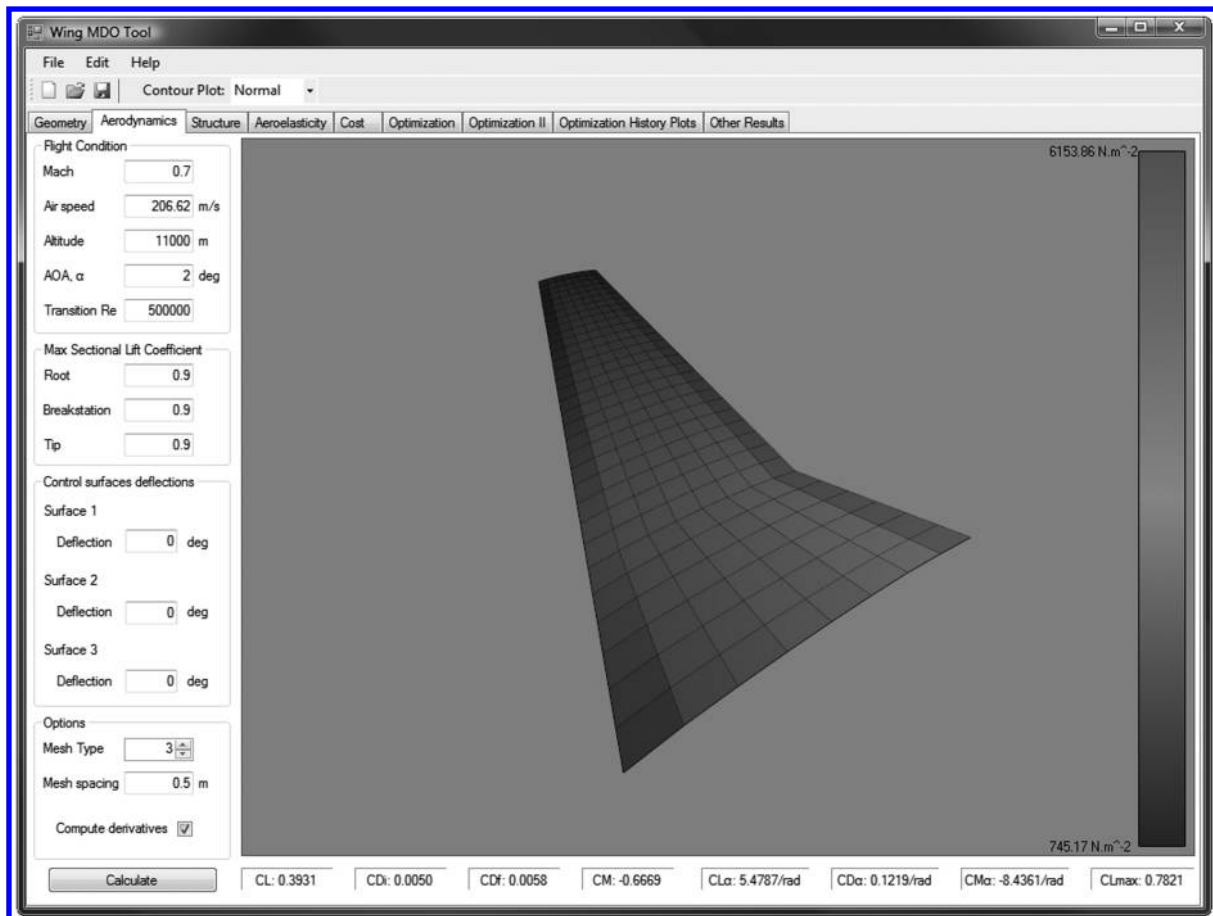 Wing MDO Tool
File Edit Help
Contour Plot: Normal
Geometry Aerodynamics Structure Aeroelasticity Cost Optimization Optimization II Optimization History Plots Other Results
Flight Condition
Mach 0.7
Air speed 206.62 m/s
Altitude 11000 m
AOA, α 2 deg
Transition Re 500000
Max Sectional Lift Coefficient
Root 0.9
Breakstation 0.9
Tip 0.9
Control surfaces deflections
Surface 1
Deflection 0 deg
Surface 2
Deflection 0 deg
Surface 3
Deflection 0 deg
Options
Mesh Type 3
Mesh spacing 0.5 m
Compute derivatives
Calculate
6153.86 N.m^-2
745.17 N.m^-2
CL: 0.3931 CDi: 0.0050 CDf: 0.0058 CM: -0.6669 CLα: 5.4787/rad CDα: 0.1219/rad CMα: -8.4361/rad CLmax: 0.7821